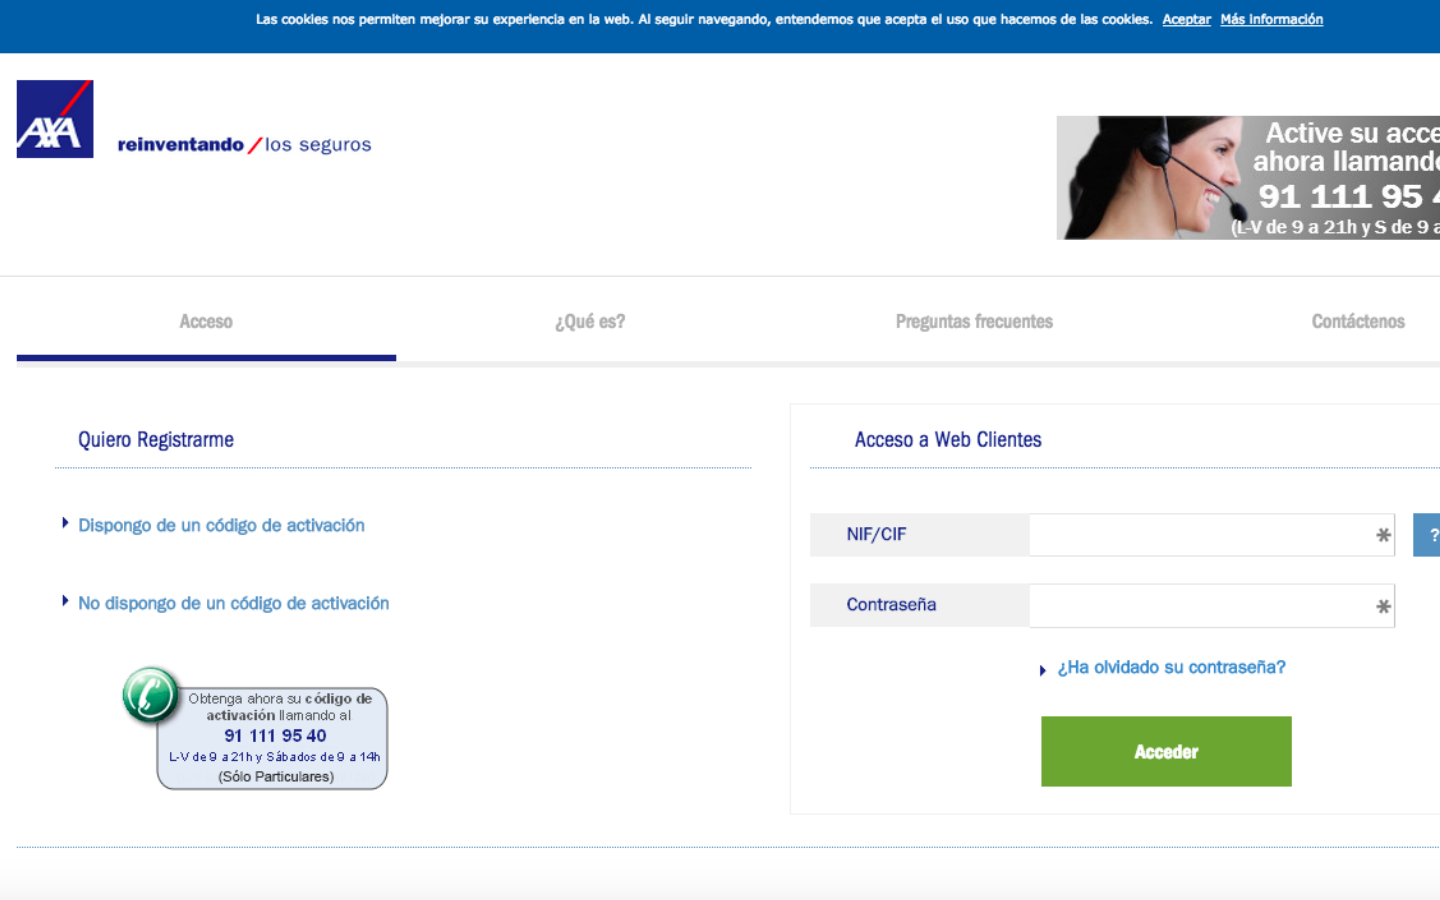 Las cookies nos permiten mejorar su experiencia en la web. Al seguir navegando, entendemos que acepta el uso que hacemos de las cookies. Aceptar Más información
AXA
reinventando / los seguros
Active su acce
ahora llamand
91 111 95 4
(L-V de 9 a 21h y S de 9 a
Acceso
¿Qué es?
Preguntas frecuentes
Contáctenos
Quiero Registrarme
Dispongo de un código de activación
No dispongo de un código de activación
Obtenga ahora su código de
activación llamando al
91 111 95 40
L-V de 9 a 21h y Sábados de 9 a 14h
(Sólo Particulares)
Acceso a Web Clientes
NIF/CIF *
?
Contraseña *
¿Ha olvidado su contraseña?
Acceder